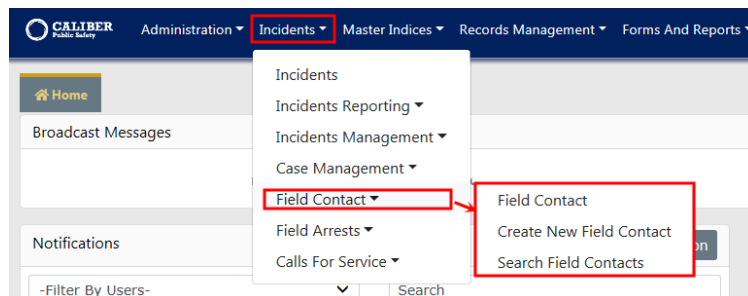 CALIBER
Public Safety
Administration Incidents Master Indices Records Management Forms And Reports
Home
Broadcast Messages
Notifications
-Filter By Users-
Search
Incidents
Incidents Reporting
Incidents Management
Case Management
Field Contact
Field Arrests
Calls For Service
Field Contact
Create New Field Contact
Search Field Contacts